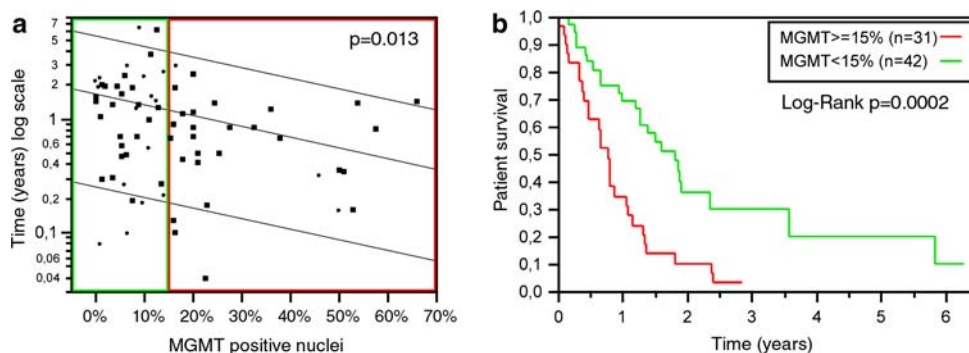 a
p=0.013
7
5
3
2
1
0,6
0,4
0,2
0,1
0,06
0,04
Time (years) log scale
0% 10% 20% 30% 40% 50% 60% 70%
MGMT positive nuclei
b
1,0
0,9
0,8
0,7
0,6
0,5
0,4
0,3
0,2
0,1
0,0
Patient survival
MGMT>=15% (n=31)
MGMT<15% (n=42)
Log-Rank p=0.0002
0 1 2 3 4 5 6
Time (years)